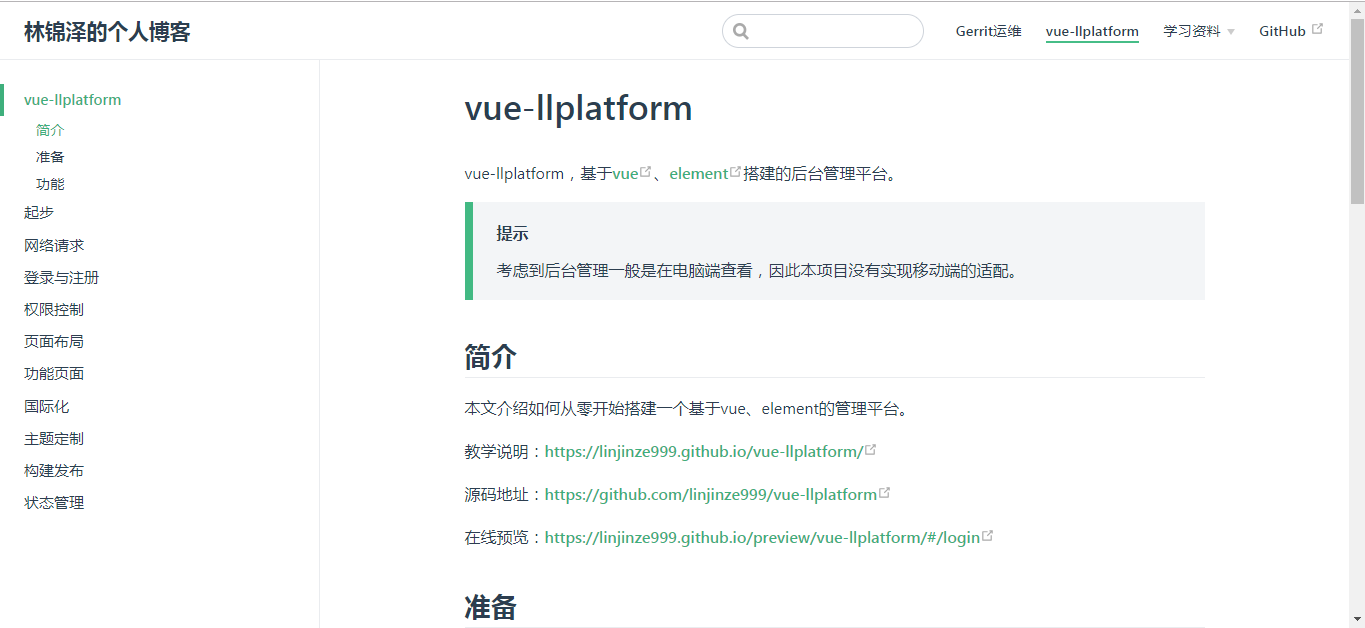 林锦泽的个人博客
Gerrit运维 vue-llplatform 学习资料 GitHub
vue-llplatform
简介
准备
功能
起步
网络请求
登录与注册
权限控制
页面布局
功能页面
国际化
主题定制
构建发布
状态管理
vue-llplatform
vue-llplatform，基于vue、element搭建的后台管理平台。
提示
考虑到后台管理一般是在电脑端查看，因此本项目没有实现移动端的适配。
简介
本文介绍如何从零开始搭建一个基于vue、element的管理平台。
教学说明：https://linjinze999.github.io/vue-llplatform/
源码地址：https://github.com/linjinze999/vue-llplatform
在线预览：https://linjinze999.github.io/preview/vue-llplatform/#/login
准备